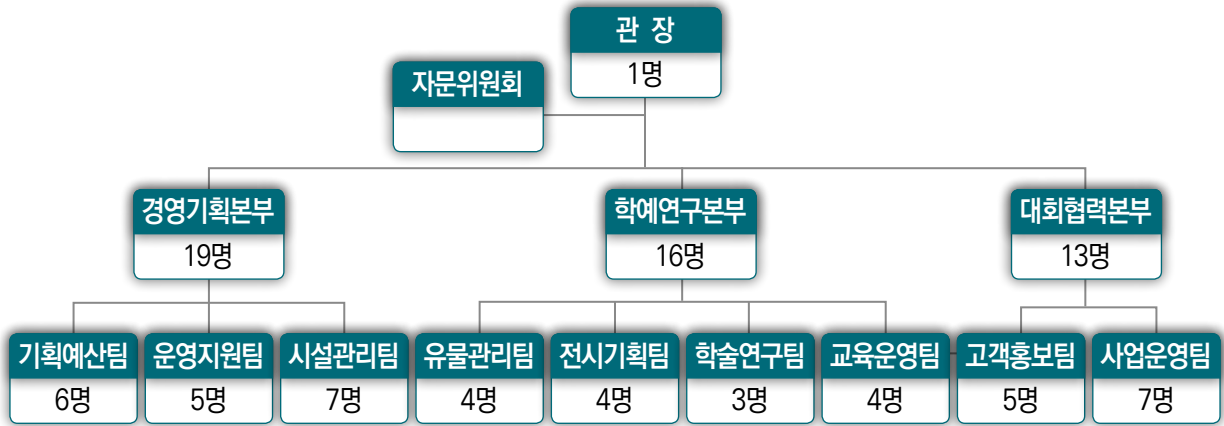 관 장
1명
자문위원회
경영기획본부
19명
학예연구본부
16명
대회협력본부
13명
기획예산팀
6명
운영지원팀
5명
시설관리팀
7명
유물관리팀
4명
전시기획팀
4명
학술연구팀
3명
교육운영팀
4명
고객홍보팀
5명
사업운영팀
7명